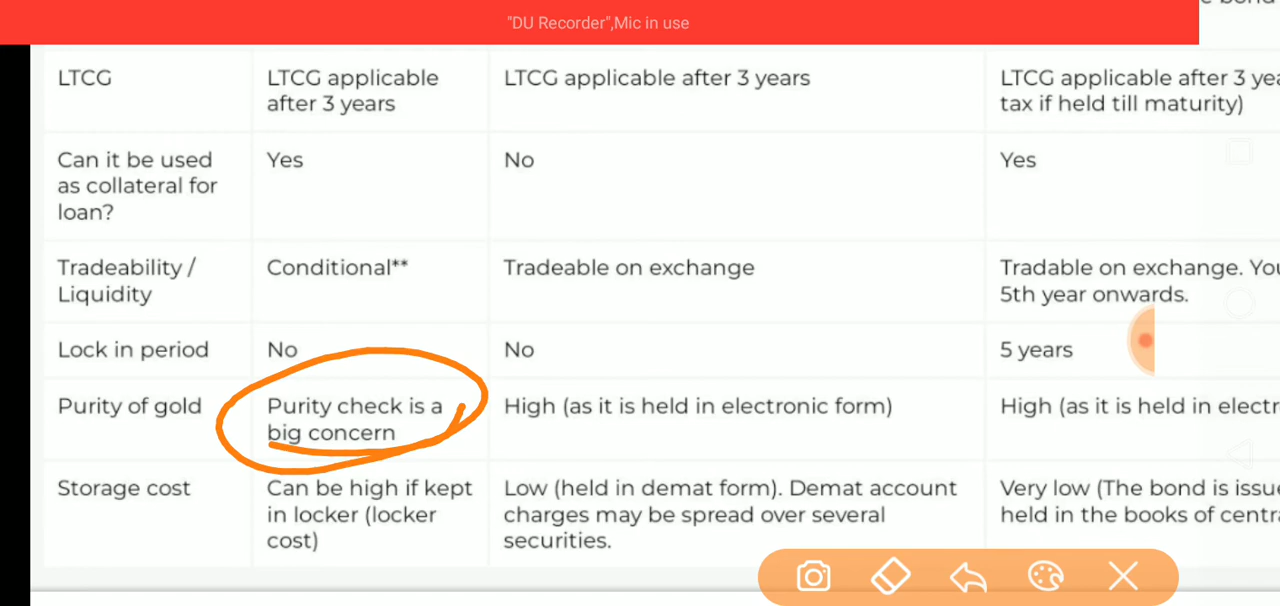 "DU Recorder",Mic in use
LTCG
LTCG applicable
after 3 years
LTCG applicable after 3 years
LTCG applicable after 3
tax if held till maturity)
Can it be used
as collateral for
loan?
Yes
No
Yes
Tradeability /
Liquidity
Conditional**
Tradeable on exchange
Tradable on exchange.
5th year onwards.
Lock in period
No
No
5 years
Purity of gold
Purity check is a
big concern
High (as it is held in electronic form)
High (as it is held in
Storage cost
Can be high if kept
in locker (locker
cost)
Low (held in demat form). Demat account
charges may be spread over several
securities.
Very low (The bond is
held in the books of